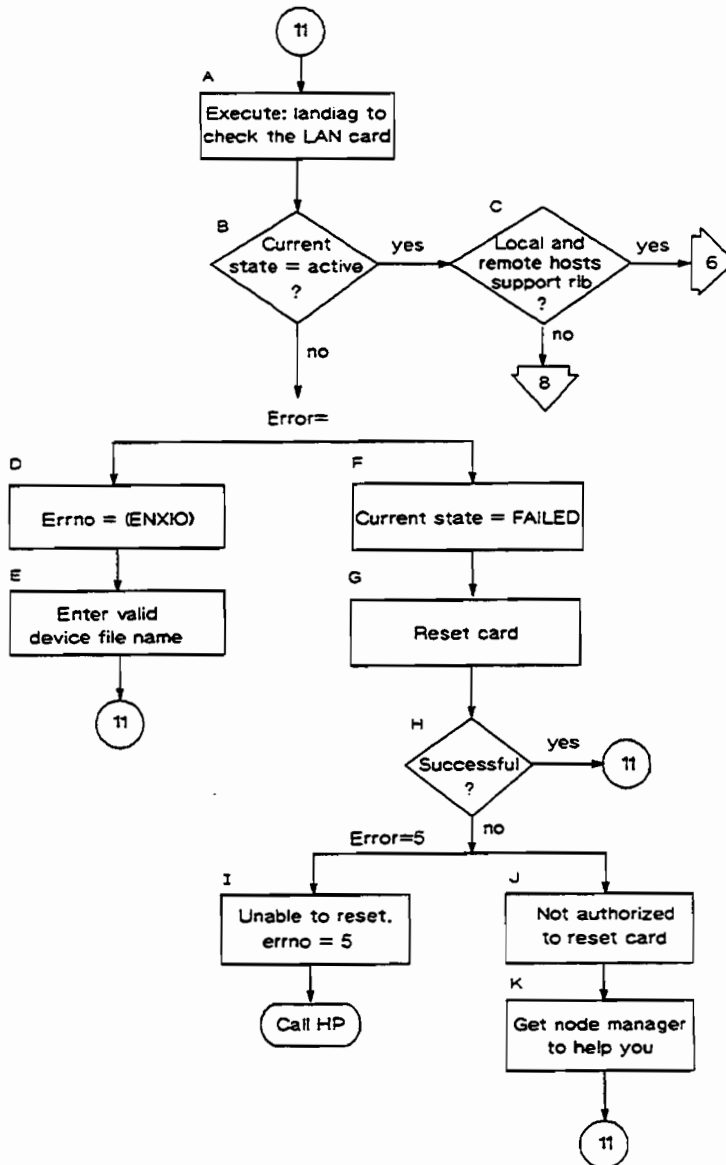 11
A
Execute: landiag to
check the LAN card
B
Current
state = active
?
yes
C
Local and
remote hosts
support rlb
?
yes
6
no
no
8
Error=
D
Errno = (ENXIO)
E
Enter valid
device file name
11
F
Current state = FAILED
G
Reset card
H
Successful
?
yes
11
no
Error=5
I
Unable to reset.
errno = 5
Call HP
J
Not authorized
to reset card
K
Get node manager
to help you
11